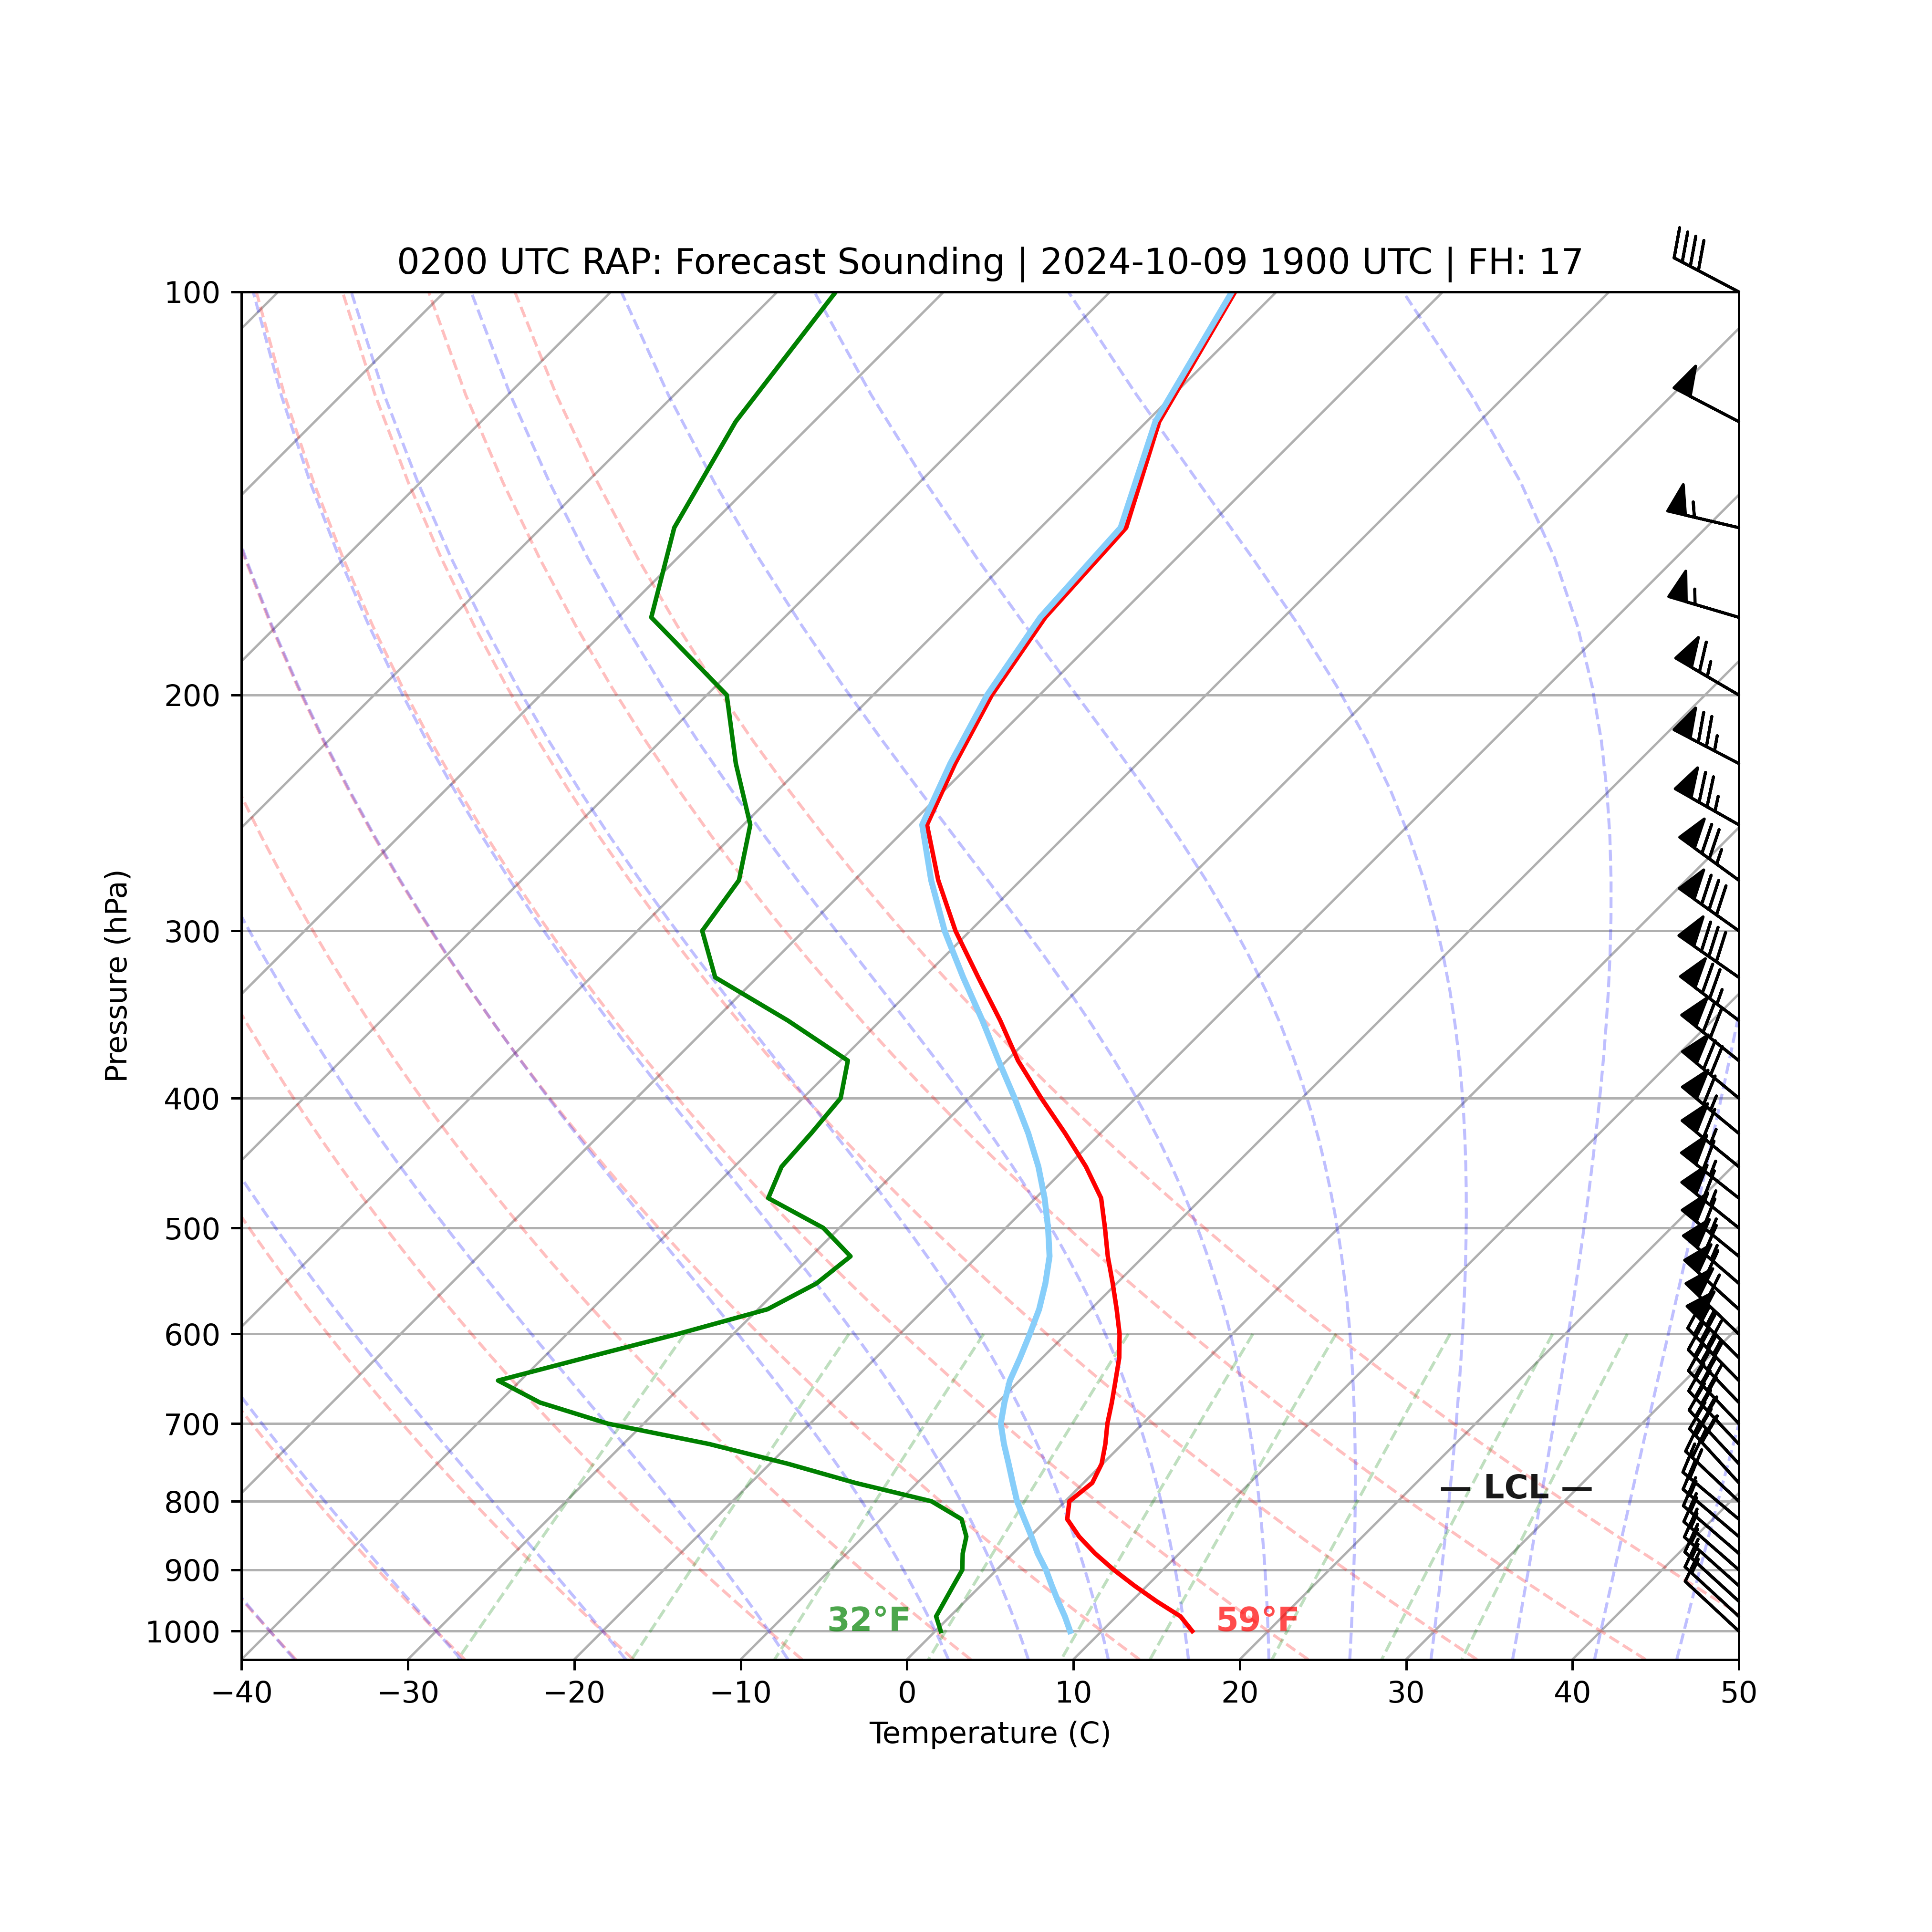 0200 UTC RAP: Forecast Sounding | 2024-10-09 1900 UTC | FH: 17
100
200
300
400
500
600
700
800
900
1000
Pressure (hPa)
— LCL —
32°F
59°F
−40 −30 −20 −10 0 10 20 30 40 50
Temperature (C)